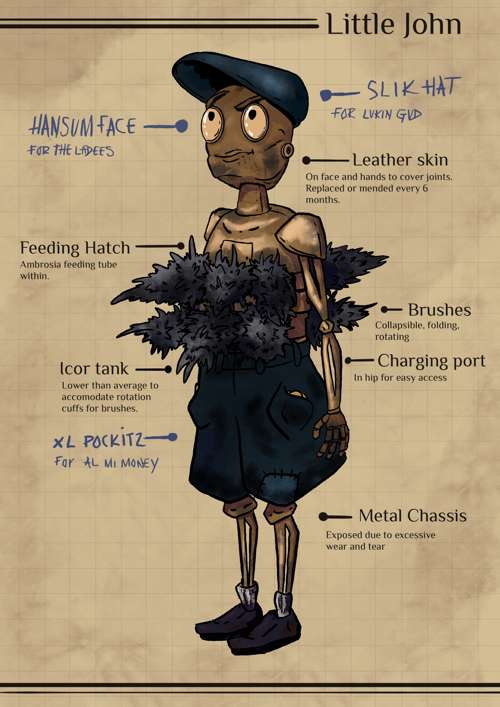 Little John
SLIK HAT
FOR LUKIN GUD
HANSUM FACE
FOR THE LADEES
Leather skin
On face and hands to cover joints.
Replaced or mended every 6
months.
Feeding Hatch
Ambrosia feeding tube
within.
Brushes
Collapsible, folding,
rotating
Icor tank
Lower than average to
accomodate rotation
cuffs for brushes.
Charging port
In hip for easy access
XL POCKITZ
FOR AL MI MONEY
Metal Chassis
Exposed due to excessive
wear and tear